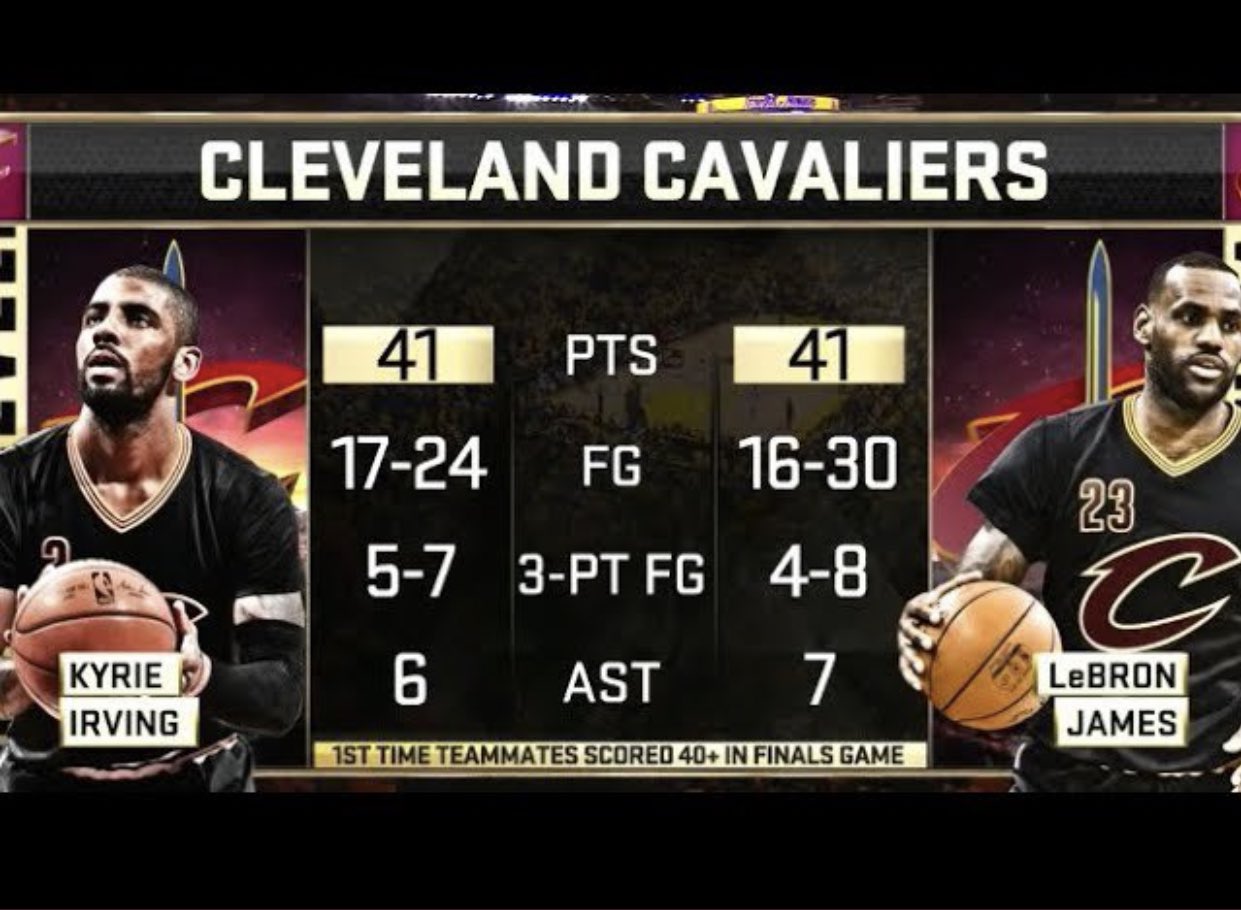 CLEVELAND CAVALIERS
41 PTS 41
17-24 FG 16-30
5-7 3-PT FG 4-8
6 AST 7
2
23
KYRIE
IRVING
LeBRON
JAMES
1ST TIME TEAMMATES SCORED 40+ IN FINALS GAME